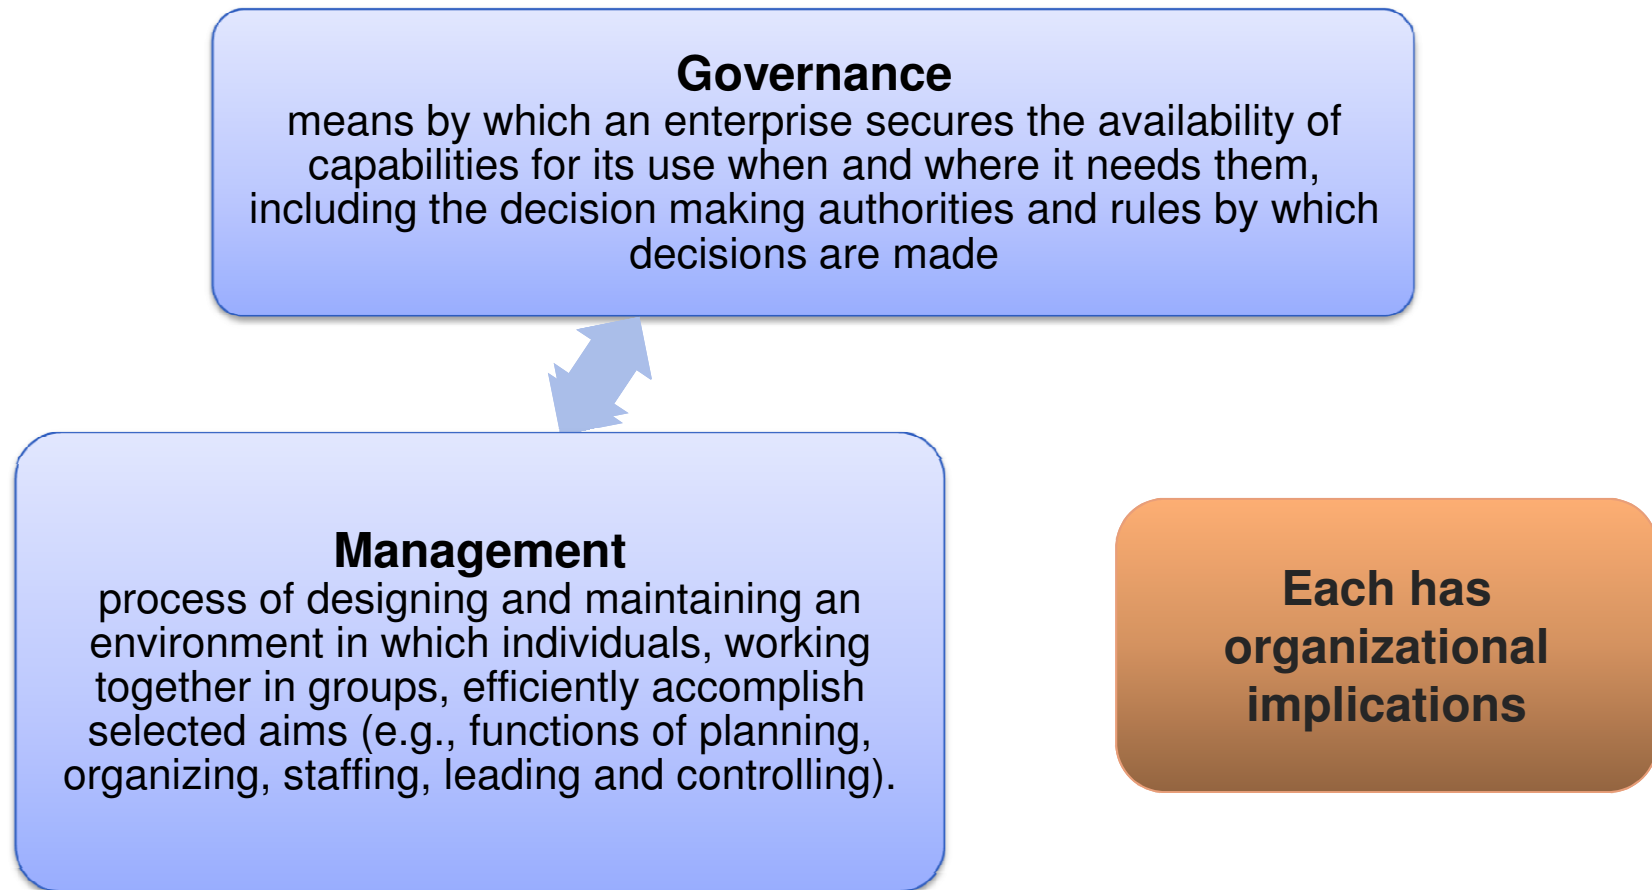 Governance
means by which an enterprise secures the availability of
capabilities for its use when and where it needs them,
including the decision making authorities and rules by which
decisions are made
Management
process of designing and maintaining an
environment in which individuals, working
together in groups, efficiently accomplish
selected aims (e.g., functions of planning,
organizing, staffing, leading and controlling).
Each has
organizational
implications